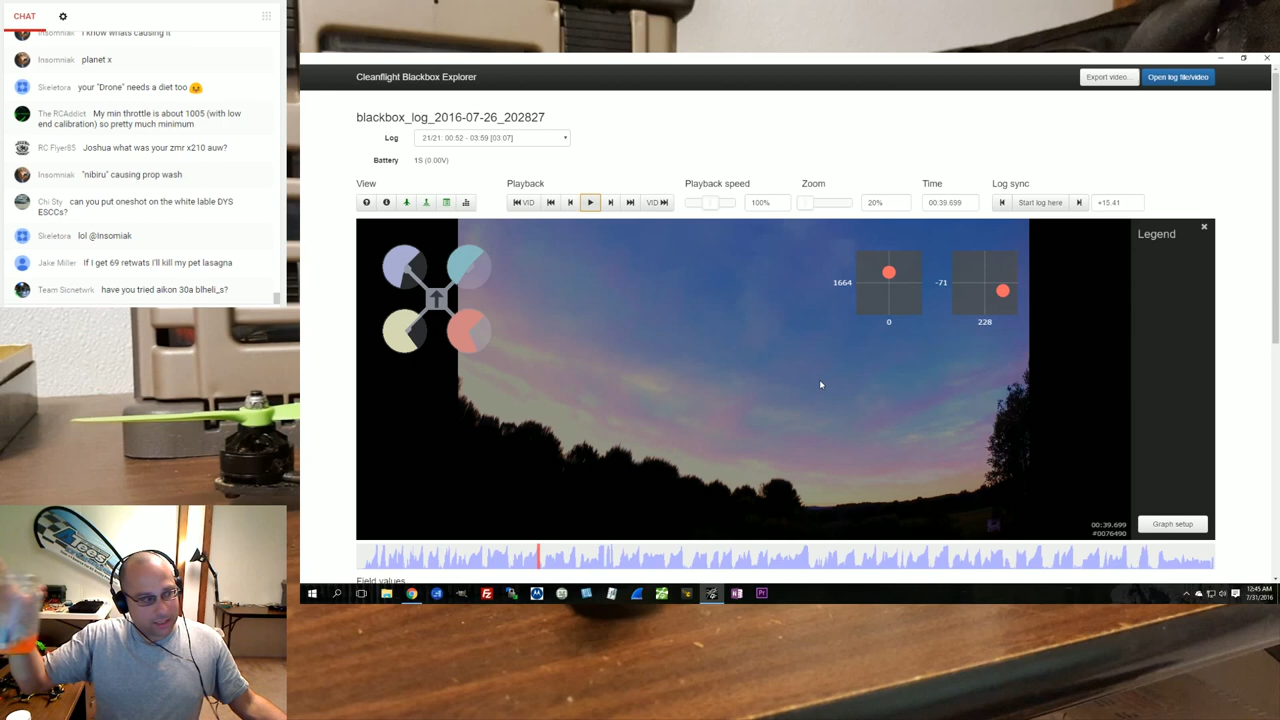 CHAT
Insomniak I know whats causing it
Insomniak planet x
Skeletora your "Drone" needs a diet too
The RCAddict My min throttle is about 1005 (with low
end calibration) so pretty much minimum
RC Flyer85 Joshua what was your zmr x210 auw?
Insomniak "nibiru" causing prop wash
Chi Sty can you put oneshot on the white lable DYS
ESCCs?
Skeletora lol @Insomiak
Jake Miller If I get 69 retwats I'll kill my pet lasagna
Team Sicnetwrk have you tried aikon 30a blheli_s?
Cleanflight Blackbox Explorer
Export video...
Open log file/video
blackbox_log_2016-07-26_202827
Log 21/21: 00:52 - 03:59 [03:07]
Battery 1S (0.00V)
View Playback Playback speed Zoom Time Log sync
VID VID 100% 20% 00:39.699 Start log here +15.41
Legend
1664 -71
0 228
Graph setup
00:39.699
#0076490
Field values
12:45 AM
7/31/2016
4Tees